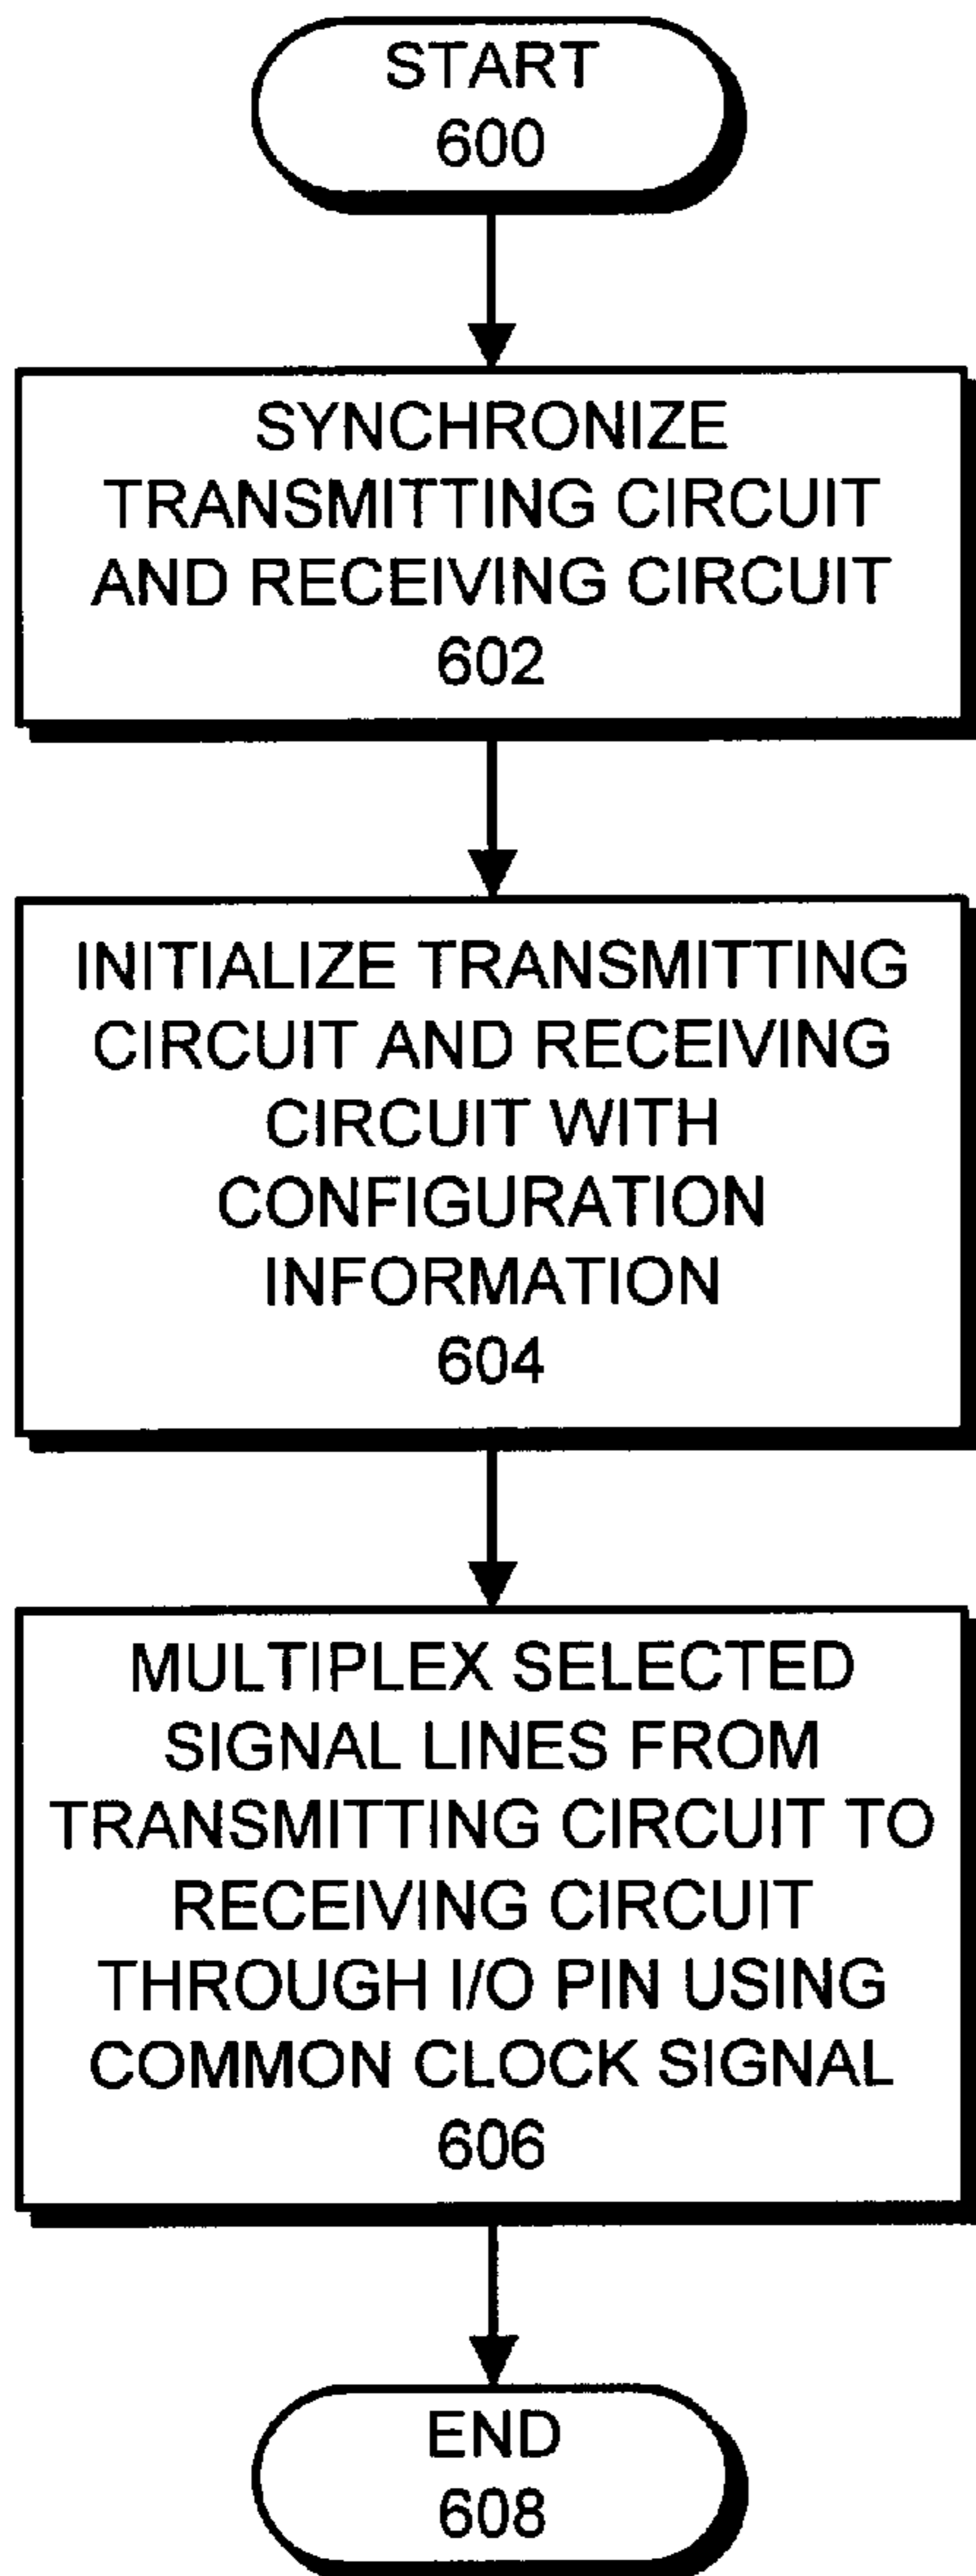 START
600
SYNCHRONIZE
TRANSMITTING CIRCUIT
AND RECEIVING CIRCUIT
602
INITIALIZE TRANSMITTING
CIRCUIT AND RECEIVING
CIRCUIT WITH
CONFIGURATION
INFORMATION
604
MULTIPLEX SELECTED
SIGNAL LINES FROM
TRANSMITTING CIRCUIT TO
RECEIVING CIRCUIT
THROUGH I/O PIN USING
COMMON CLOCK SIGNAL
606
END
608